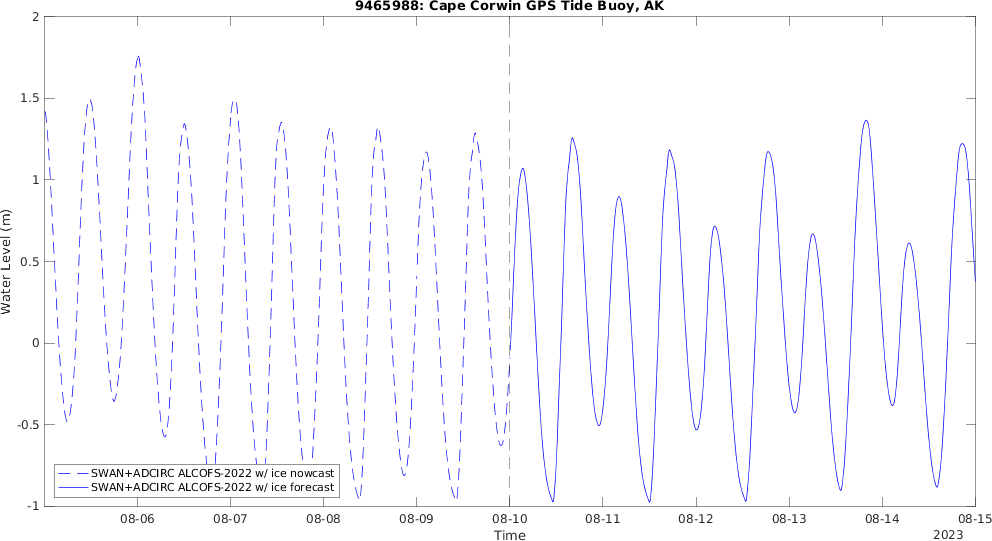 9465988: Cape Corwin GPS Tide Buoy, AK
2
1.5
1
0.5
0
-0.5
-1
Water Level (m)
SWAN+ADCIRC ALCOFS-2022 w/ ice nowcast
SWAN+ADCIRC ALCOFS-2022 w/ ice forecast
08-06 08-07 08-08 08-09 08-10 08-11 08-12 08-13 08-14 08-15
Time
2023